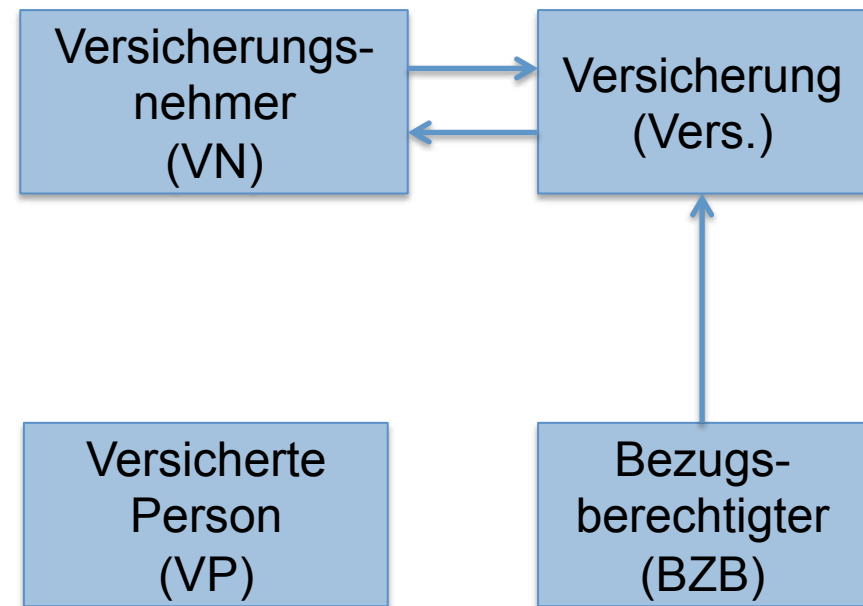 Versicherungs-
nehmer
(VN)
Versicherung
(Vers.)
Versicherte
Person
(VP)
Bezugs-
berechtigter
(BZB)